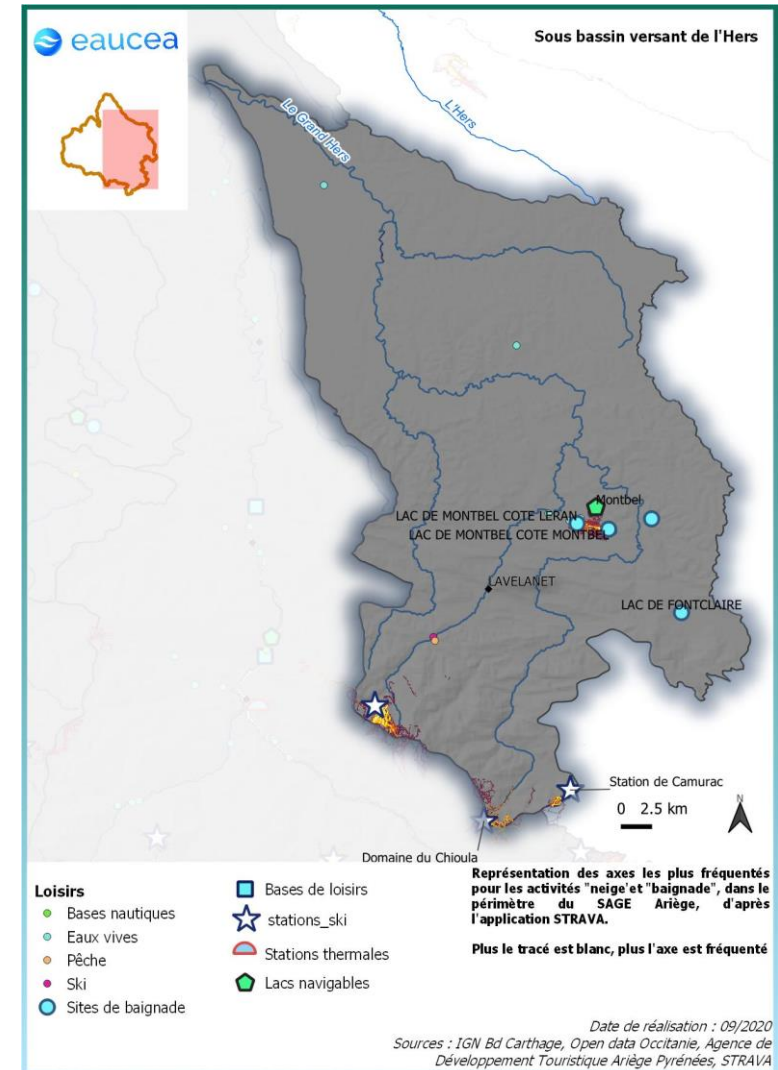 eaucea
Sous bassin versant de l'Hers
Le Grand Hers
L'Hers
Montbel
LAC DE MONTBEL COTE LERAN
LAC DE MONTBEL COTE MONTBEL
LAVELANET
LAC DE FONTCLAIRE
Station de Camurac
0 2.5 km
N
Domaine du Chioula
Loisirs
Bases nautiques
Eaux vives
Pêche
Ski
Sites de baignade
Bases de loisirs
stations_ski
Stations thermales
Lacs navigables
Représentation des axes les plus fréquentés
pour les activités "neige'et "baignade", dans le
périmètre du SAGE Ariège, d'après
l'application STRAVA.
Plus le tracé est blanc, plus l'axe est fréquenté
Date de réalisation : 09/2020
Sources : IGN Bd Carthage, Open data Occitanie, Agence de
Développement Touristique Ariège Pyrénées, STRAVA